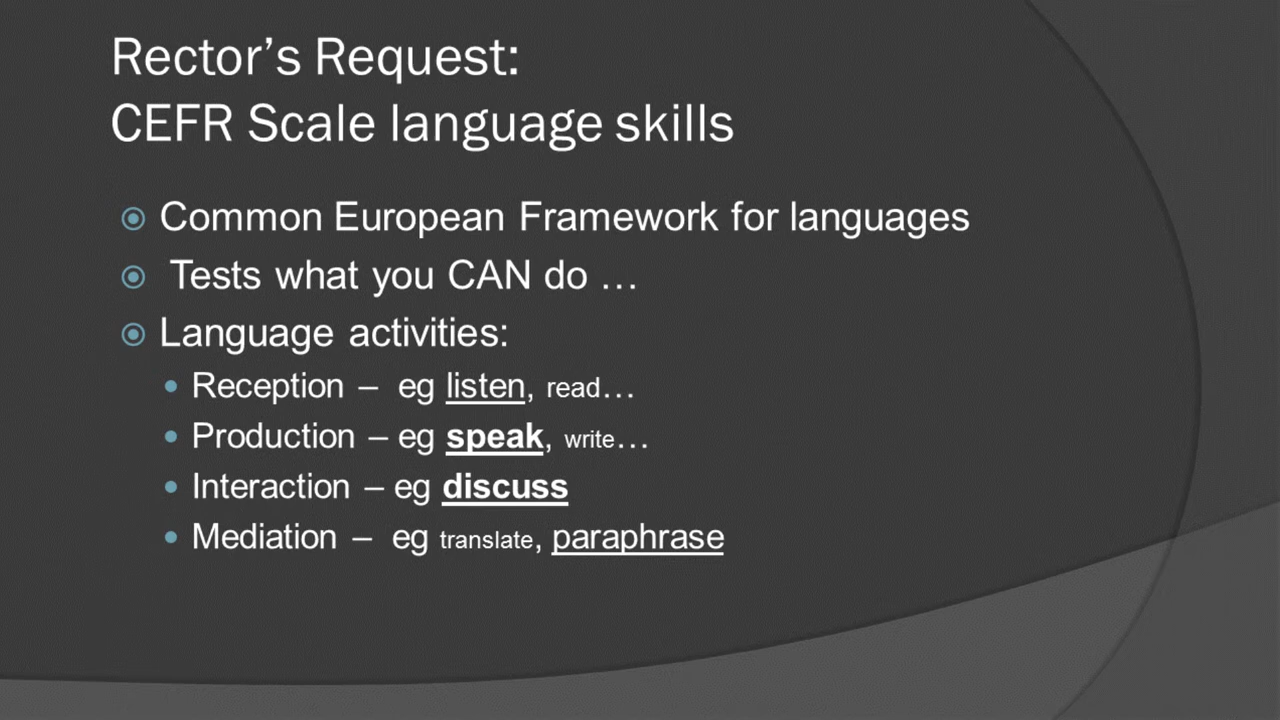 Rector’s Request:
CEFR Scale language skills
Common European Framework for languages
Tests what you CAN do …
Language activities:
Reception – eg listen, read…
Production – eg speak, write…
Interaction – eg discuss
Mediation – eg translate, paraphrase